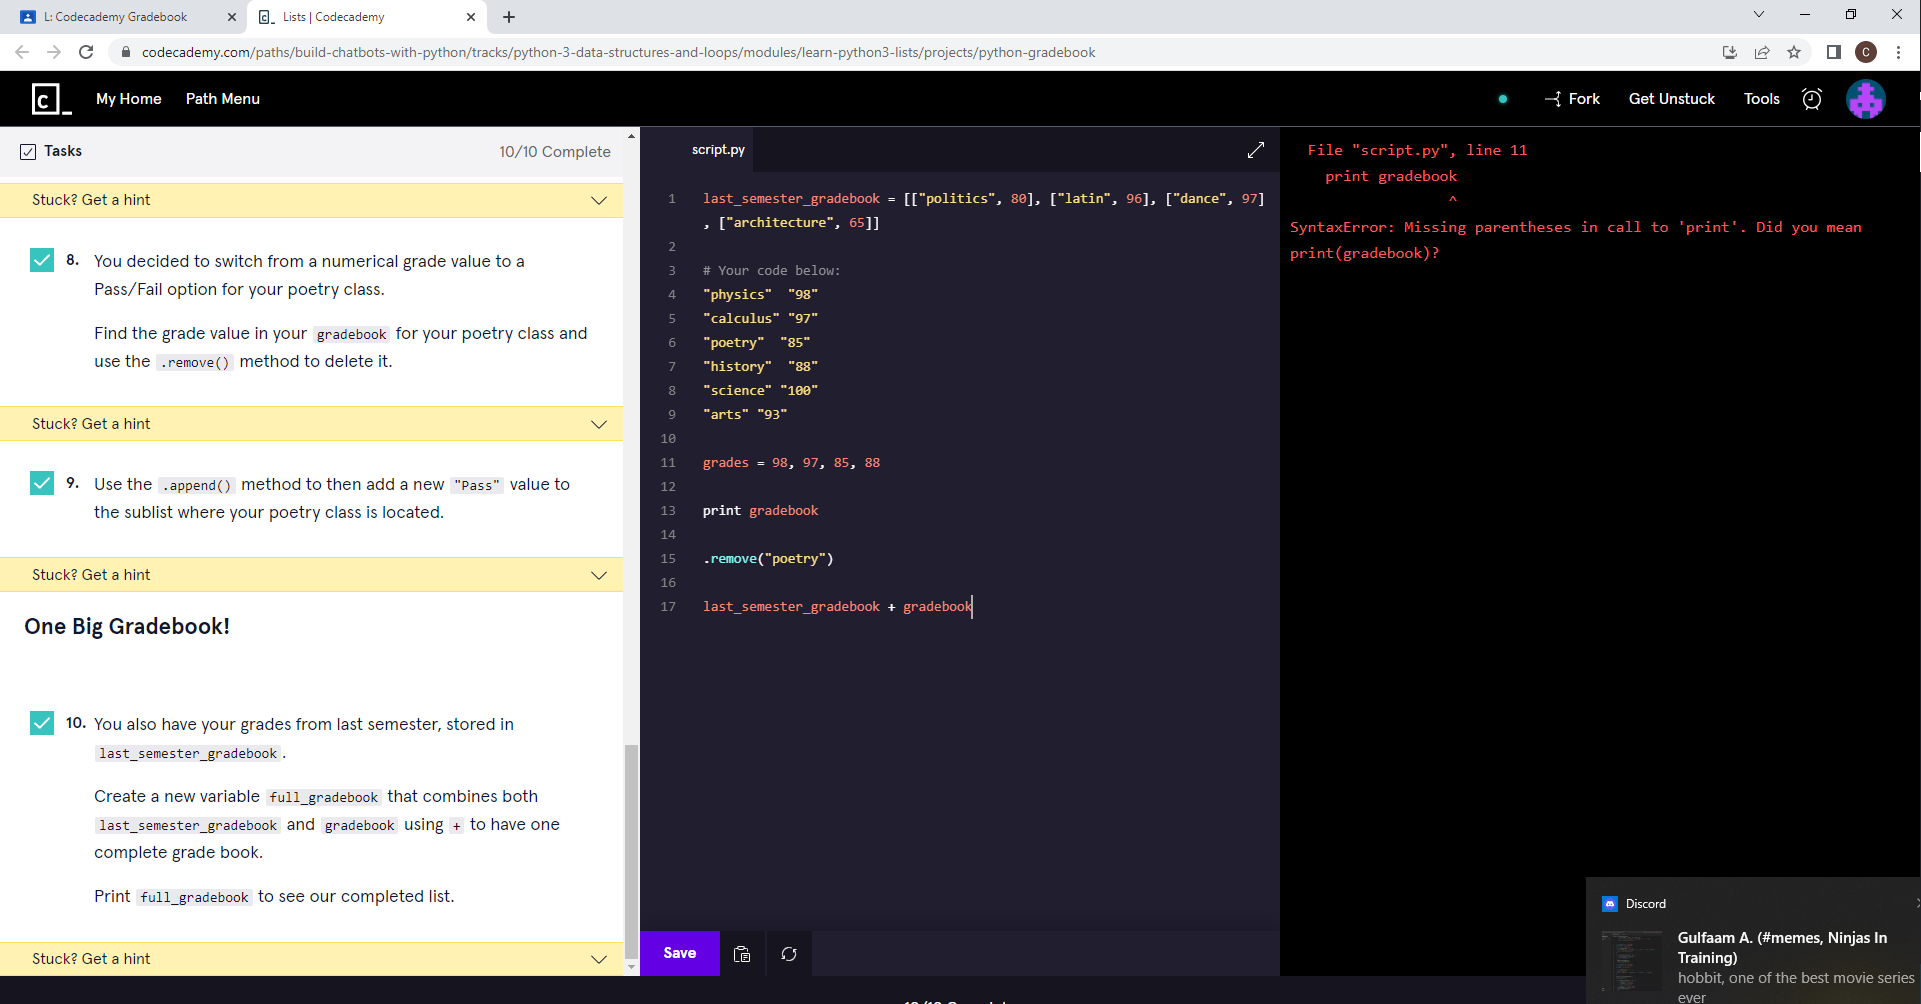 L: Codecademy Gradebook
Lists | Codecademy
codecademy.com/paths/build-chatbots-with-python/tracks/python-3-data-structures-and-loops/modules/learn-python3-lists/projects/python-gradebook
C
c_
My Home
Path Menu
Fork
Get Unstuck
Tools
Tasks
10/10 Complete
Stuck? Get a hint
8. You decided to switch from a numerical grade value to a
Pass/Fail option for your poetry class.
Find the grade value in your gradebook for your poetry class and
use the .remove() method to delete it.
Stuck? Get a hint
9. Use the .append() method to then add a new "Pass" value to
the sublist where your poetry class is located.
Stuck? Get a hint
One Big Gradebook!
10. You also have your grades from last semester, stored in
last_semester_gradebook.
Create a new variable full_gradebook that combines both
last_semester_gradebook and gradebook using + to have one
complete grade book.
Print full_gradebook to see our completed list.
Stuck? Get a hint
script.py
1 last_semester_gradebook = [["politics", 80], ["latin", 96], ["dance", 97]
, ["architecture", 65]]
2
3 # Your code below:
4 "physics"  "98"
5 "calculus" "97"
6 "poetry"  "85"
7 "history"  "88"
8 "science" "100"
9 "arts" "93"
10
11 grades = 98, 97, 85, 88
12
13 print gradebook
14
15 .remove("poetry")
16
17 last_semester_gradebook + gradebook
Save
File "script.py", line 11
print gradebook
^
SyntaxError: Missing parentheses in call to 'print'. Did you mean
print(gradebook)?
Discord
Gulfaam A. (#memes, Ninjas In
Training)
hobbit, one of the best movie series
ever